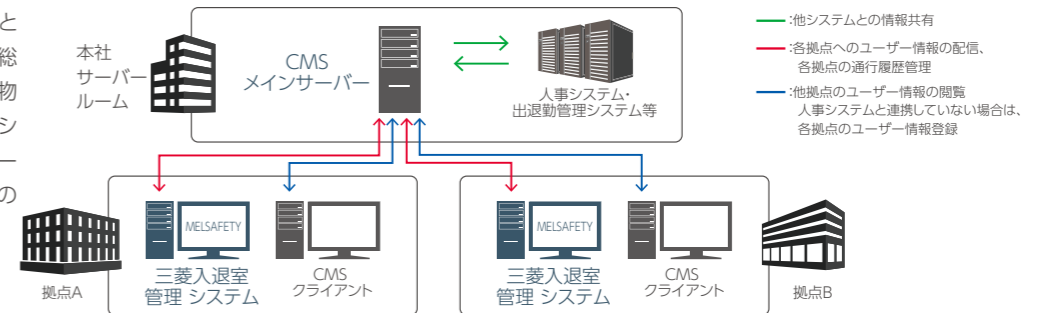 と
総
物
シ
ー
の
本社
サーバー
ルーム
CMS
メインサーバー
人事システム・
出退勤管理システム等
:他システムとの情報共有
:各拠点へのユーザー情報の配信、
各拠点の通行履歴管理
:他拠点のユーザー情報の閲覧
人事システムと連携していない場合は、
各拠点のユーザー情報登録
拠点A
MELSAFETY
三菱入退室
管理 システム
CMS
クライアント
MELSAFETY
三菱入退室
管理 システム
CMS
クライアント
拠点B